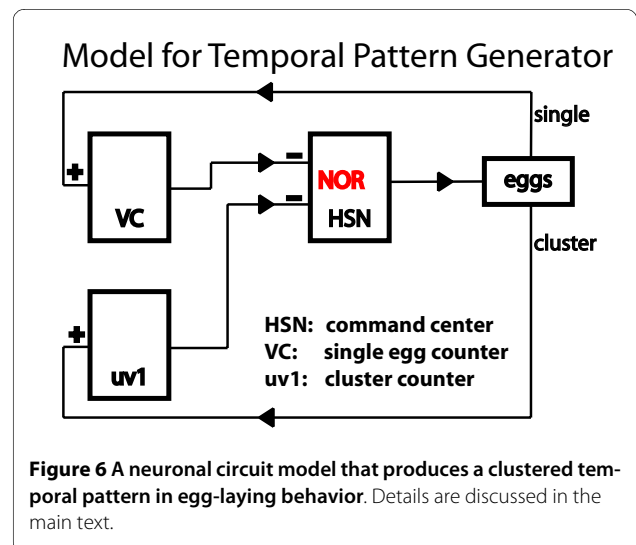 Model for Temporal Pattern Generator
single
+
VC
−
−
NOR
HSN
eggs
cluster
+
uv1
HSN: command center
VC: single egg counter
uv1: cluster counter
Figure 6 A neuronal circuit model that produces a clustered tem-
poral pattern in egg-laying behavior. Details are discussed in the
main text.